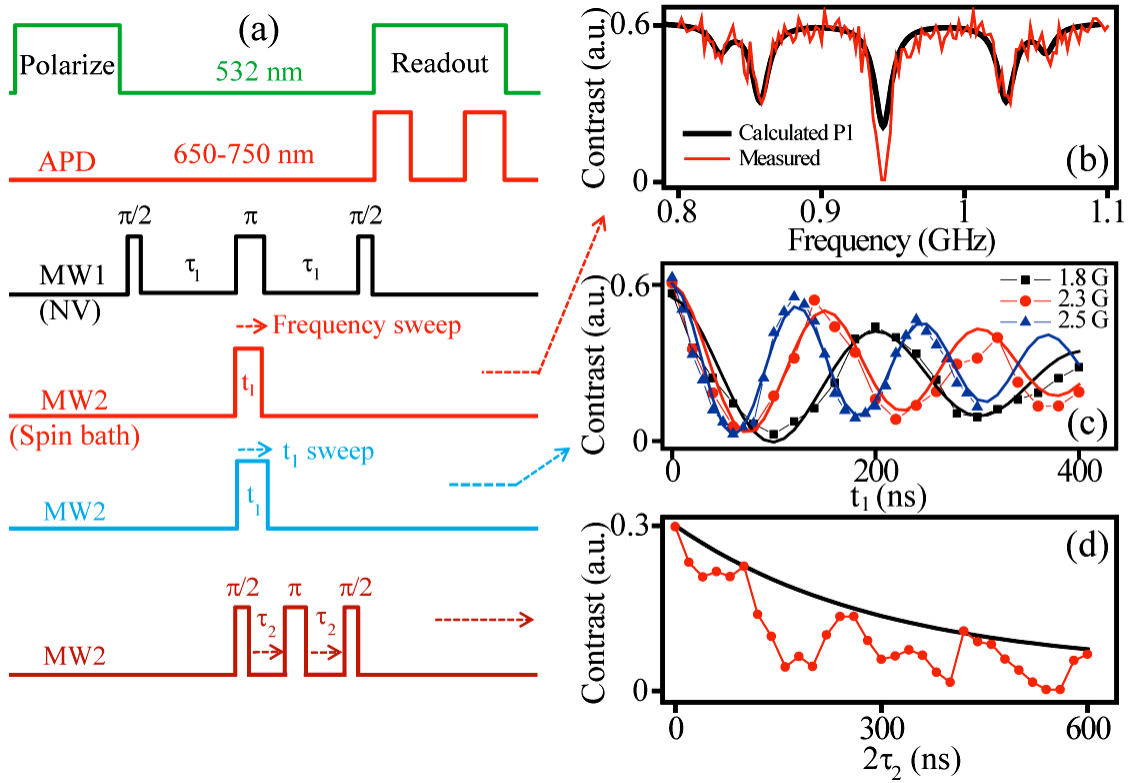 (a)
Polarize
532 nm
Readout
APD
650-750 nm
π/2
π
π/2
MW1
(NV)
τ1
τ1
Frequency sweep
t1
MW2
(Spin bath)
t1 sweep
t1
MW2
π/2
π
π/2
τ2
τ2
MW2
Contrast (a.u.)
0.6
0
Calculated P1
Measured
(b)
0.8
0.9
1
1.1
Frequency (GHz)
Contrast (a.u.)
0.6
0
1.8 G
2.3 G
2.5 G
(c)
0
200
400
t1 (ns)
Contrast (a.u.)
0.3
0
(d)
0
300
600
2τ2 (ns)